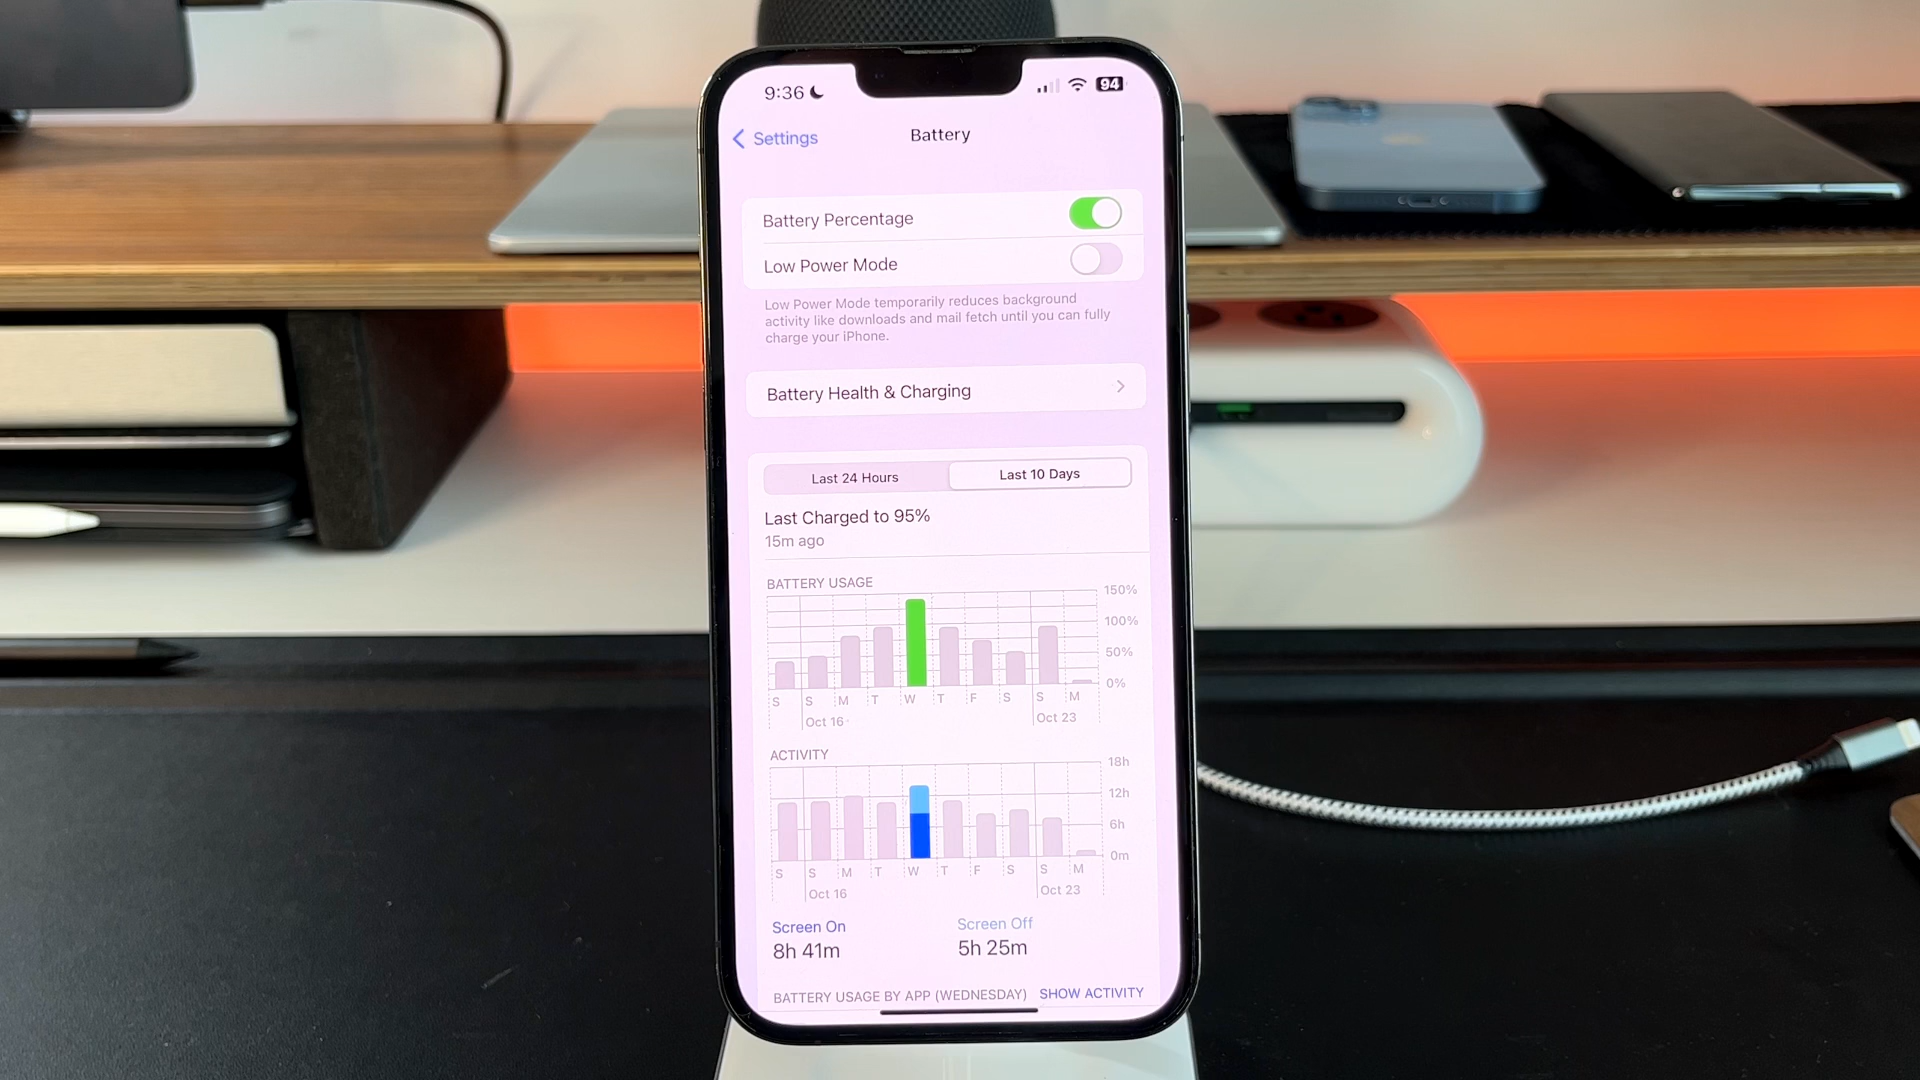 9:36
94
Settings
Battery
Battery Percentage
Low Power Mode
Low Power Mode temporarily reduces background
activity like downloads and mail fetch until you can fully
charge your iPhone.
Battery Health & Charging
Last 24 Hours
Last 10 Days
Last Charged to 95%
15m ago
BATTERY USAGE
150%
100%
50%
0%
S S M T W T F S S M
Oct 16
Oct 23
ACTIVITY
18h
12h
6h
0m
S S M T W T F S S M
Oct 16
Oct 23
Screen On
8h 41m
Screen Off
5h 25m
BATTERY USAGE BY APP (WEDNESDAY)
SHOW ACTIVITY